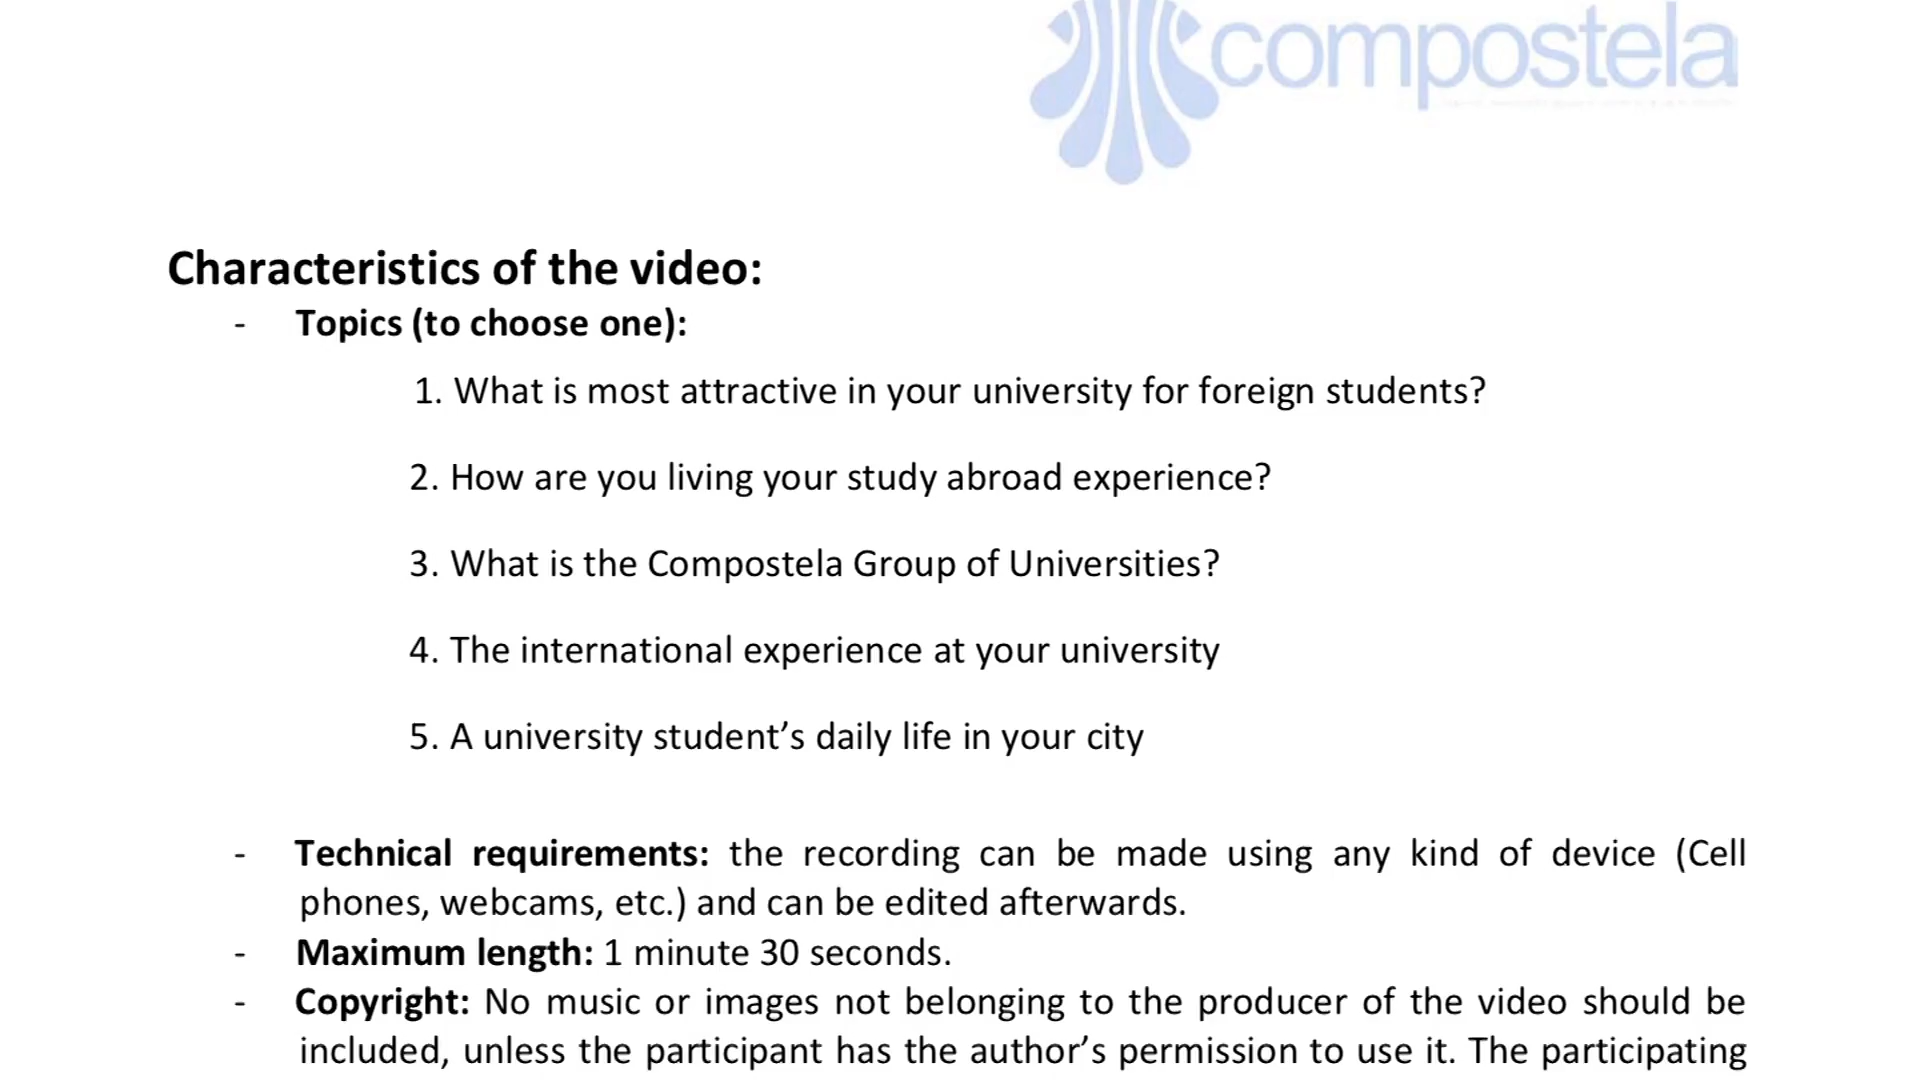 compostela
Characteristics of the video:
- Topics (to choose one):
1. What is most attractive in your university for foreign students?
2. How are you living your study abroad experience?
3. What is the Compostela Group of Universities?
4. The international experience at your university
5. A university student’s daily life in your city
- Technical requirements: the recording can be made using any kind of device (Cell
phones, webcams, etc.) and can be edited afterwards.
- Maximum length: 1 minute 30 seconds.
- Copyright: No music or images not belonging to the producer of the video should be
included, unless the participant has the author’s permission to use it. The participating